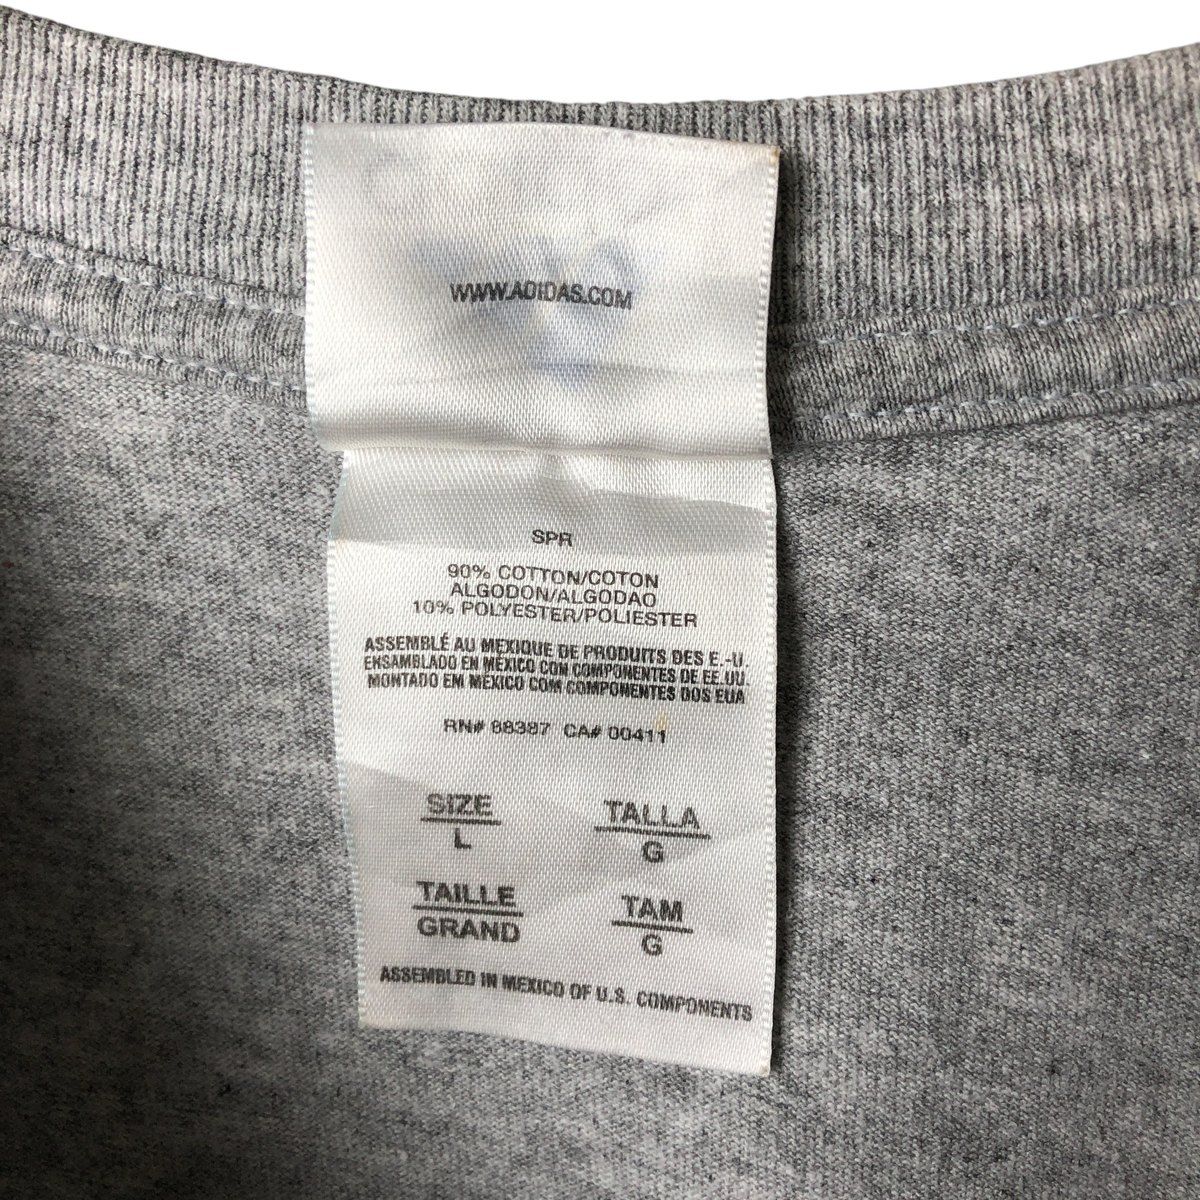 WWW.ADIDAS.COM
SPR
90% COTTON/COTON
ALGODON/ALGODAO
10% POLYESTER/POLIESTER
ASSEMBLÉ AU MEXIQUE DE PRODUITS DES E.-U.
ENSAMBLADO EN MÉXICO CON COMPONENTES DE EE.UU.
MONTADO EM MÉXICO COM COMPONENTES DOS EUA
RN# 88387 CA# 00411
SIZE TALLA
L G
TAILLE TAM
GRAND G
ASSEMBLED IN MEXICO OF U.S. COMPONENTS